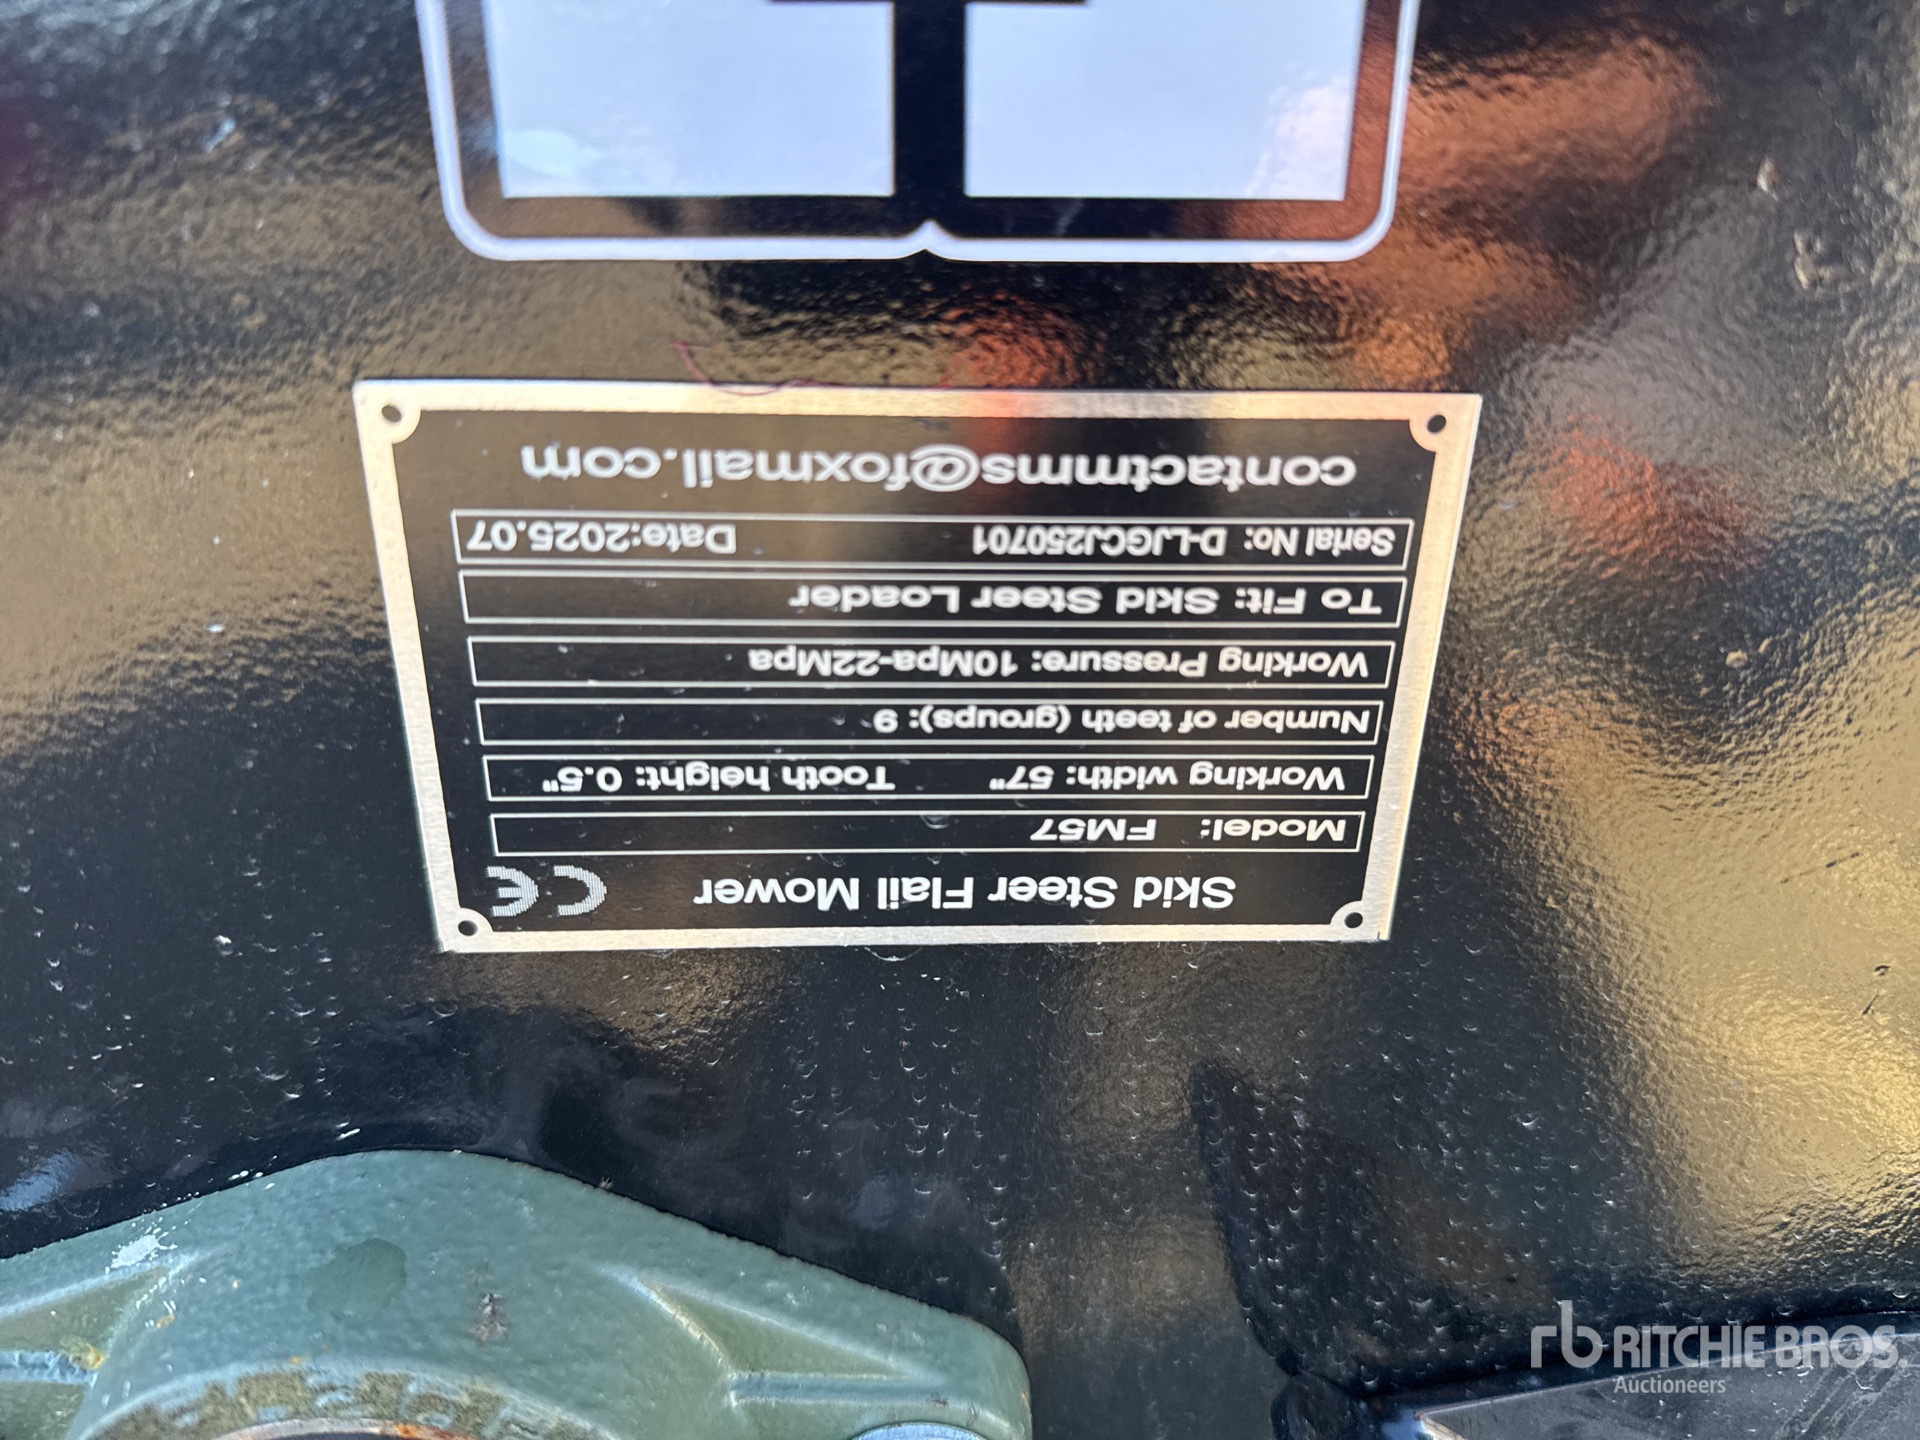 Skid Steer Flail Mower CE
Model: FM57
Working width: 57" Tooth height: 0.5"
Number of teeth (groups): 9
Working Pressure: 10Mpa-22Mpa
To Fit: Skid Steer Loader
Serial No: D-LJGCJ250701 Date:2025.07
contactmms@foxmail.com
rb RITCHIE BROS.
Auctioneers